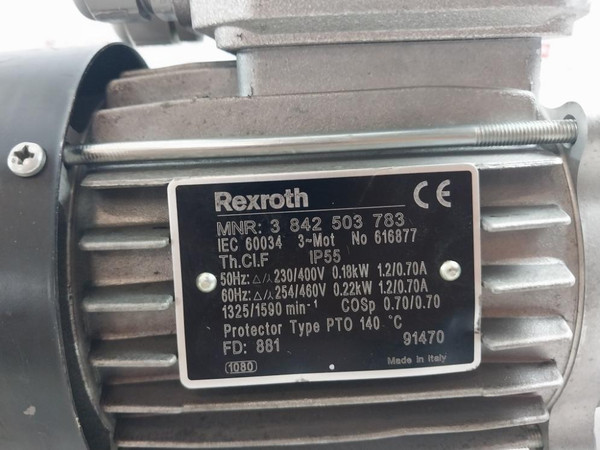 Rexroth CE
MNR: 3 842 503 783
IEC 60034 3~Mot No 616877
Th.Cl.F IP55
50Hz: △/⅄ 230/400V 0.18kW 1.2/0.70A
60Hz: △/⅄ 254/460V 0.22kW 1.2/0.70A
1325/1590 min⁻¹ COSp 0.70/0.70
Protector Type PTO 140 °C
FD: 881 91470
1080 Made in Italy